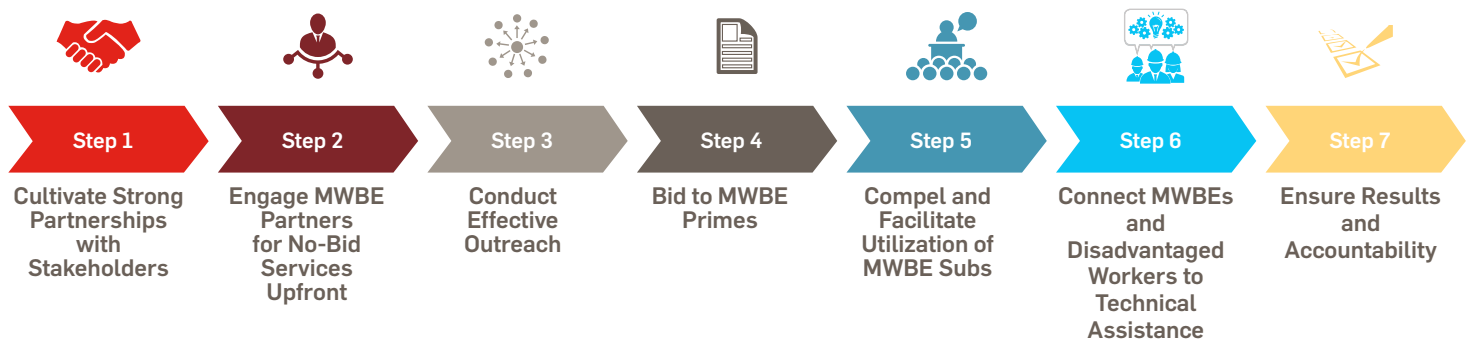 Step 1
Step 2
Step 3
Step 4
Step 5
Step 6
Step 7
Cultivate Strong
Partnerships
with
Stakeholders
Engage MWBE
Partners
for No-Bid
Services
Upfront
Conduct
Effective
Outreach
Bid to MWBE
Primes
Compel and
Facilitate
Utilization of
MWBE Subs
Connect MWBEs
and
Disadvantaged
Workers to
Technical
Assistance
Ensure Results
and
Accountability